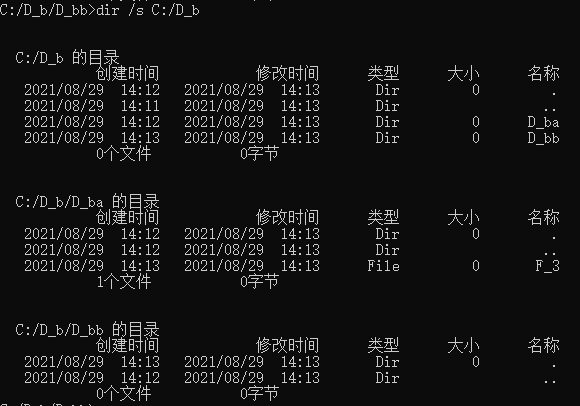 C:/D_b/D_bb>dir /s C:/D_b
C:/D_b 的目录
创建时间 修改时间 类型 大小 名称
2021/08/29 14:12 2021/08/29 14:13 Dir 0 .
2021/08/29 14:11 2021/08/29 14:13 Dir ..
2021/08/29 14:12 2021/08/29 14:13 Dir 0 D_ba
2021/08/29 14:13 2021/08/29 14:13 Dir 0 D_bb
0个文件 0字节
C:/D_b/D_ba 的目录
创建时间 修改时间 类型 大小 名称
2021/08/29 14:12 2021/08/29 14:13 Dir 0 .
2021/08/29 14:12 2021/08/29 14:13 Dir ..
2021/08/29 14:13 2021/08/29 14:13 File 0 F_3
1个文件 0字节
C:/D_b/D_bb 的目录
创建时间 修改时间 类型 大小 名称
2021/08/29 14:13 2021/08/29 14:13 Dir 0 .
2021/08/29 14:12 2021/08/29 14:13 Dir ..
0个文件 0字节